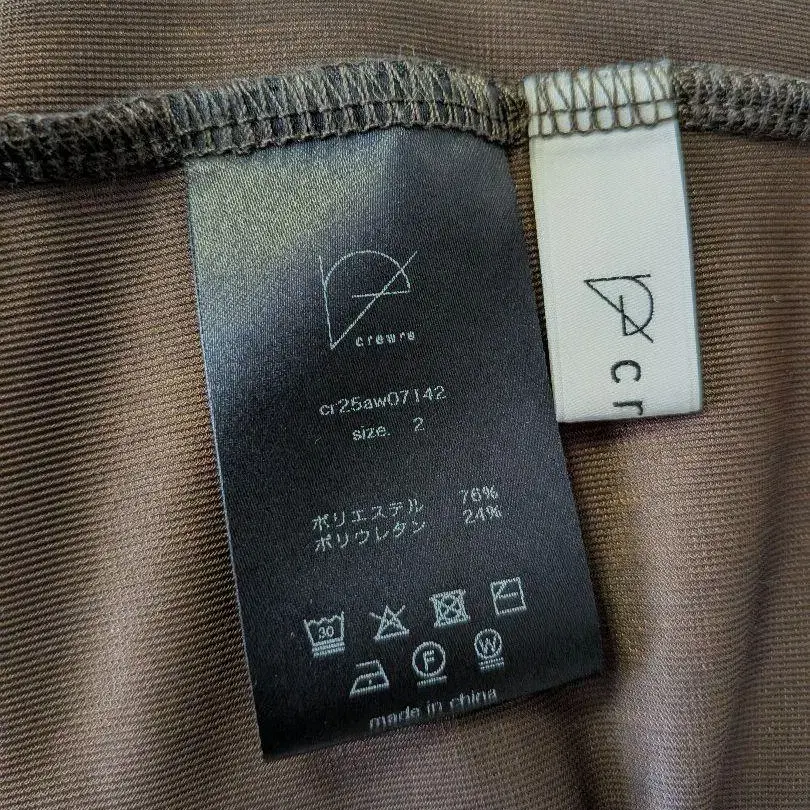 crewre
cr25aw07142
size. 2
ポリエステル 76%
ポリウレタン 24%
30
F
W
made in china
cr